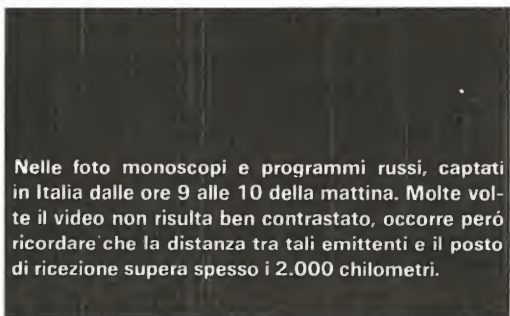 Nelle foto monoscopi e programmi russi, captati
in Italia dalle ore 9 alle 10 della mattina. Molte vol-
te il video non risulta ben contrastato, occorre però
ricordare che la distanza tra tali emittenti e il posto
di ricezione supera spesso i 2.000 chilometri.